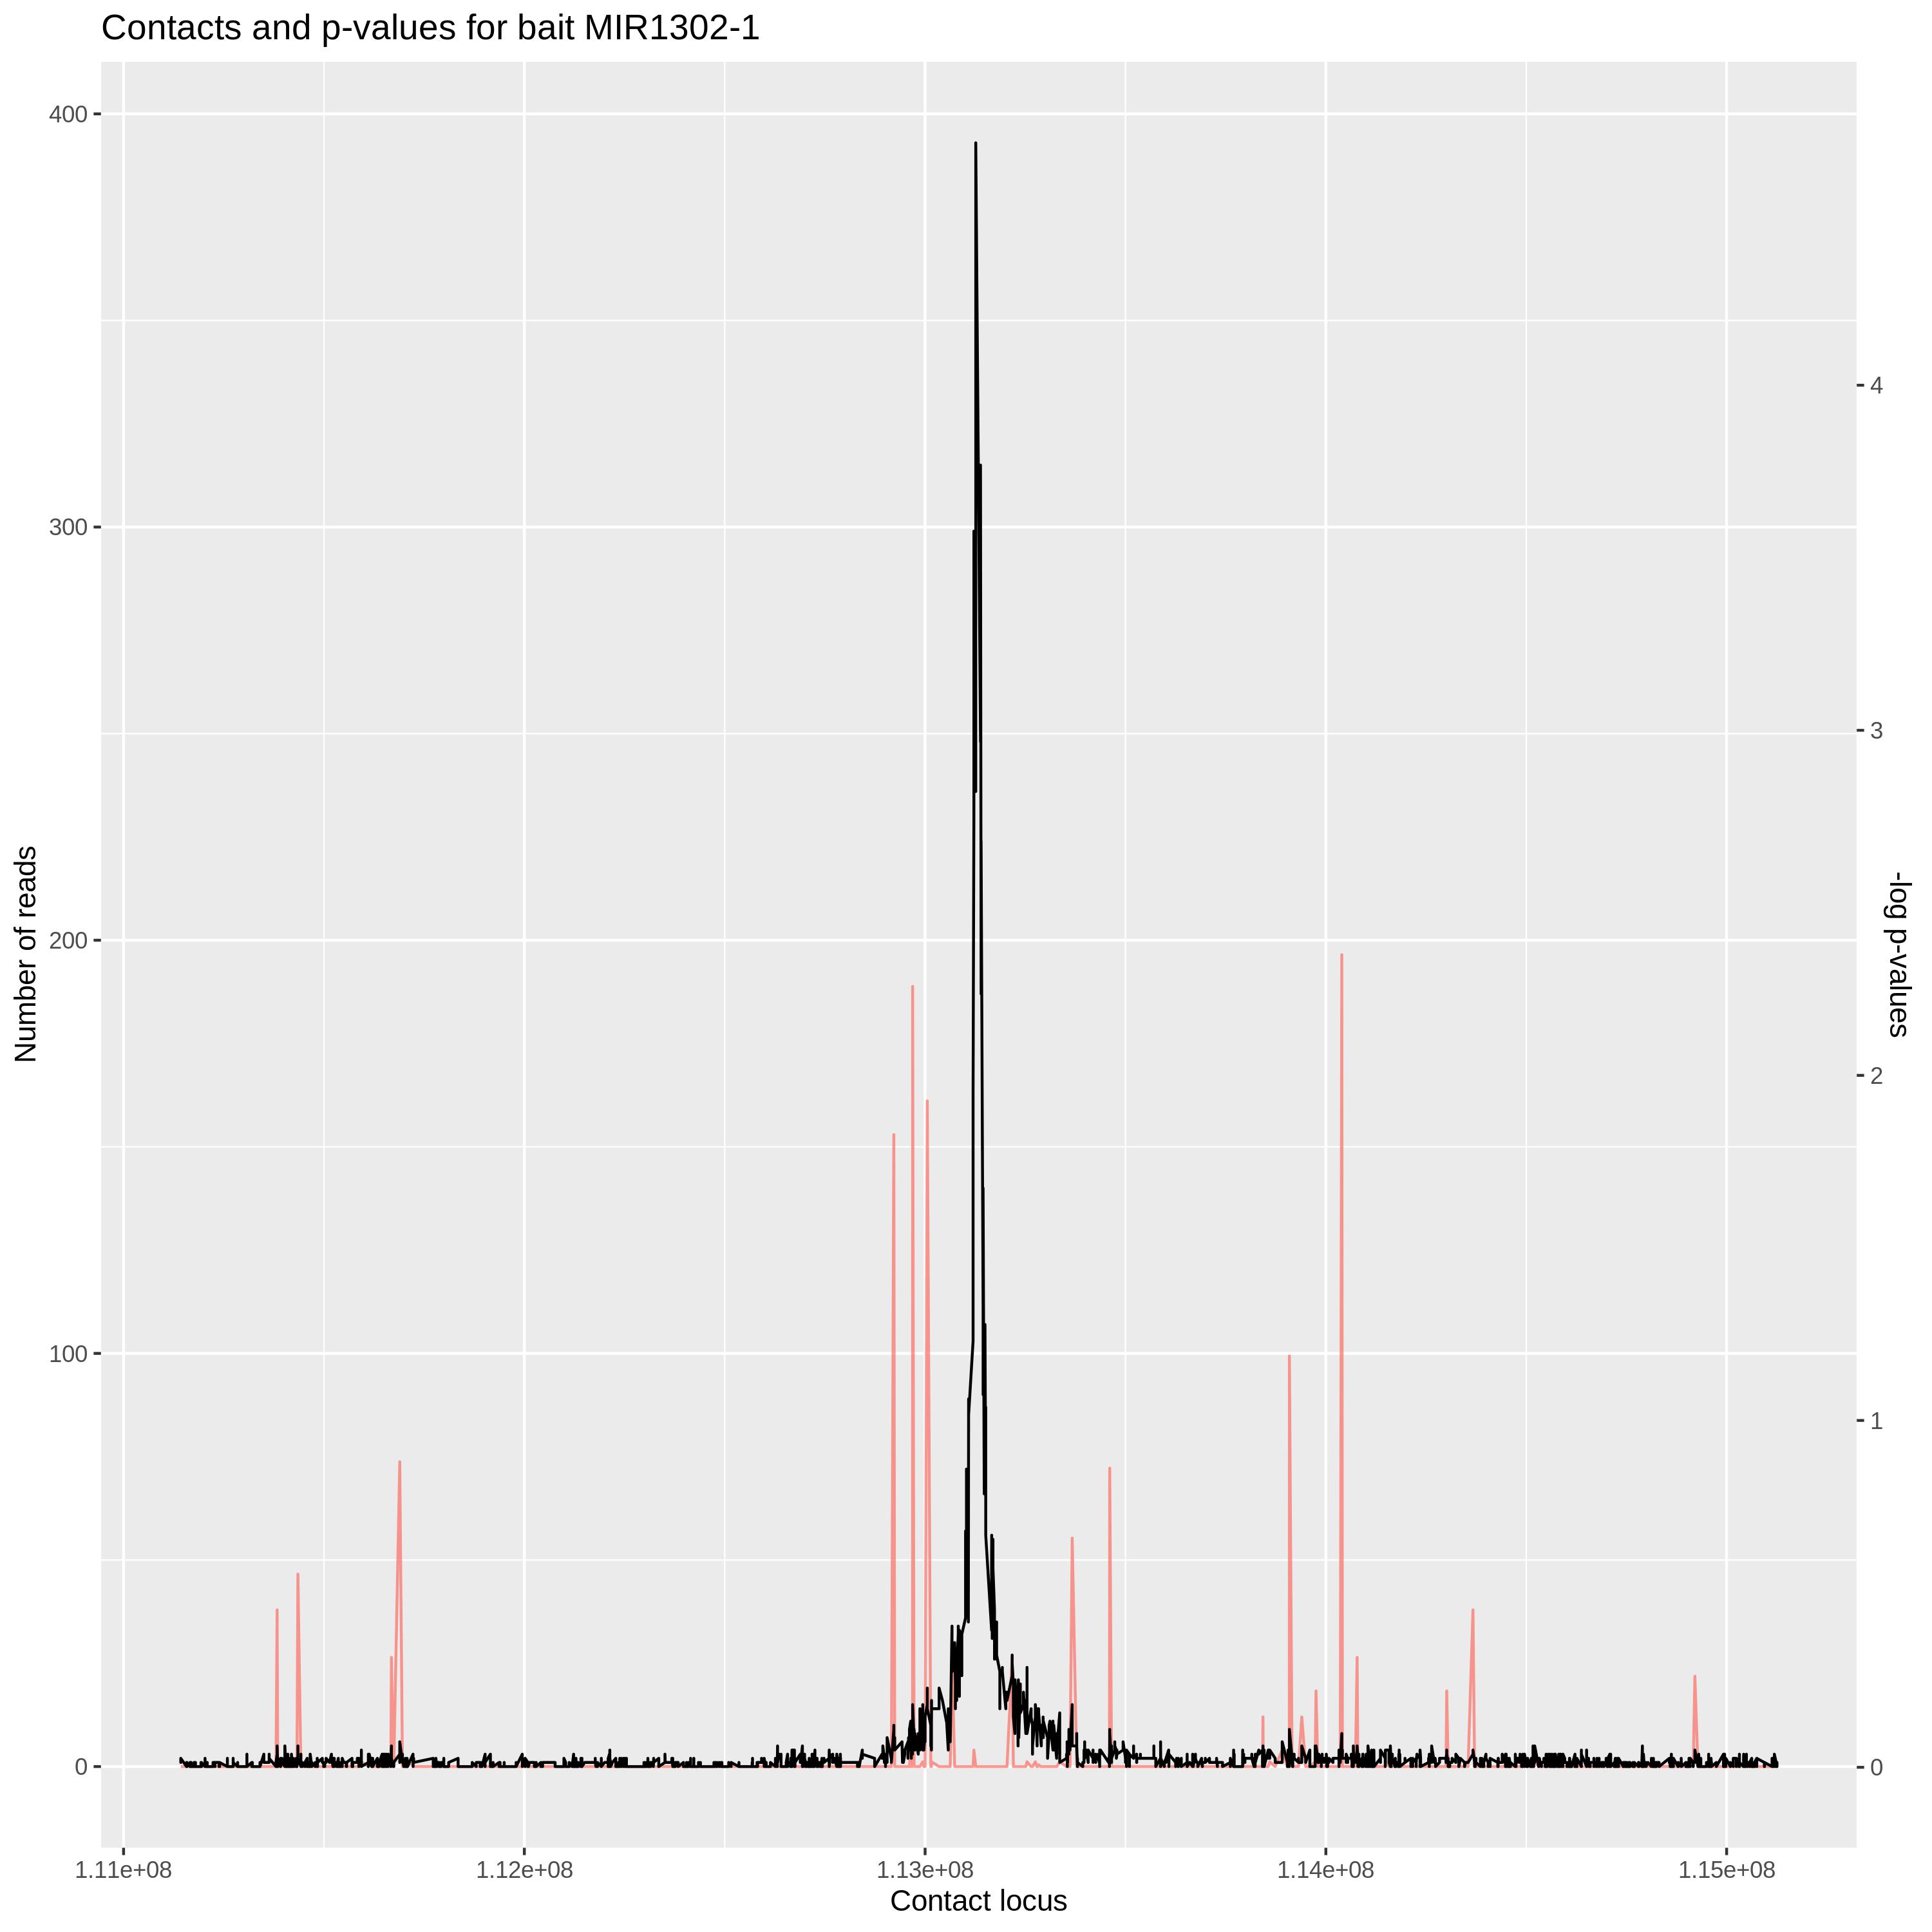 Contacts and p-values for bait MIR1302-1
400
300
200
100
0
Number of reads
4
3
2
1
0
-log p-values
1.11e+08
1.12e+08
1.13e+08
1.14e+08
1.15e+08
Contact locus